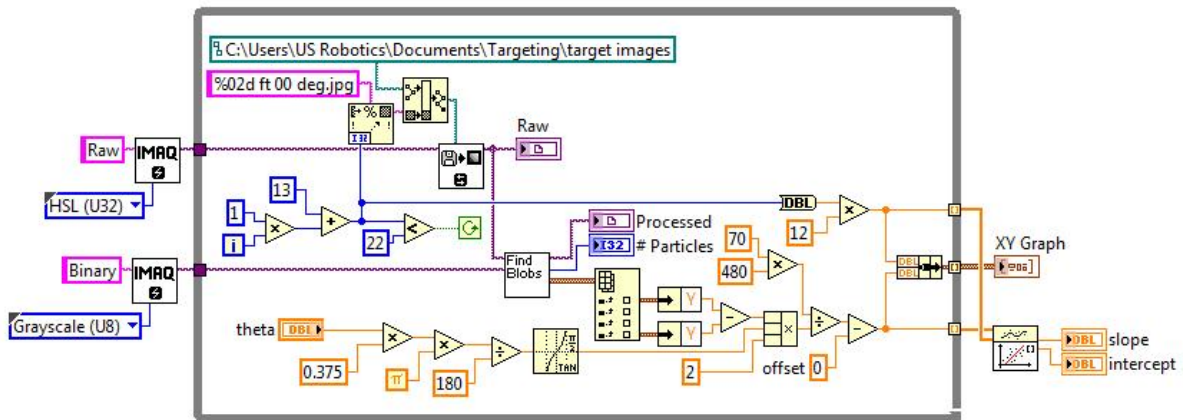 C:\Users\US Robotics\Documents\Targeting\target images
%02d ft 00 deg.jpg
%
I32
Raw
Raw
IMAQ
HSL (U32)
13
1
i
×
+
22
<
DBL
12
×
Processed
I32
# Particles
70
480
×
XY Graph
DBL
DBL
Binary
IMAQ
Find
Blobs
Grayscale (U8)
Y
Y
−
theta
DBL
×
×
÷
TAN
×
÷
−
0.375
π
180
2
offset
0
DBL
slope
DBL
intercept